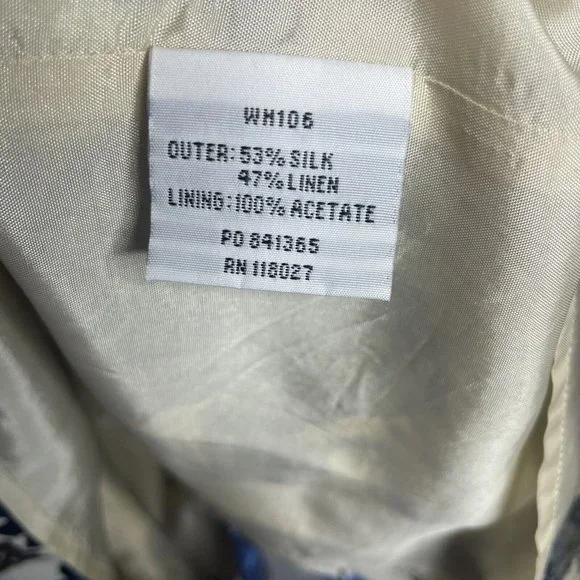 WH106
OUTER: 53% SILK
47% LINEN
LINING: 100% ACETATE
PO 841365
RN 118027